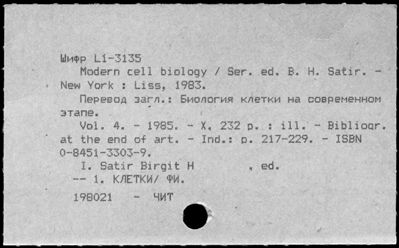 Шифр L1-3135
Modern cell biology / Ser. ed. B. H. Satir. -
New York : Liss, 1983.
Перевод загл.: Биология клетки на современном
этапе.
Vol. 4. - 1985. - X, 232 p. : ill. - Bibliogr.
at the end of art. - Ind.: p. 217-229. - ISBN
0-8451-3303-9.
I. Satir Birgit H , ed.
-- 1. КЛЕТКИ/ ФИ.
198021 - ЧИТ